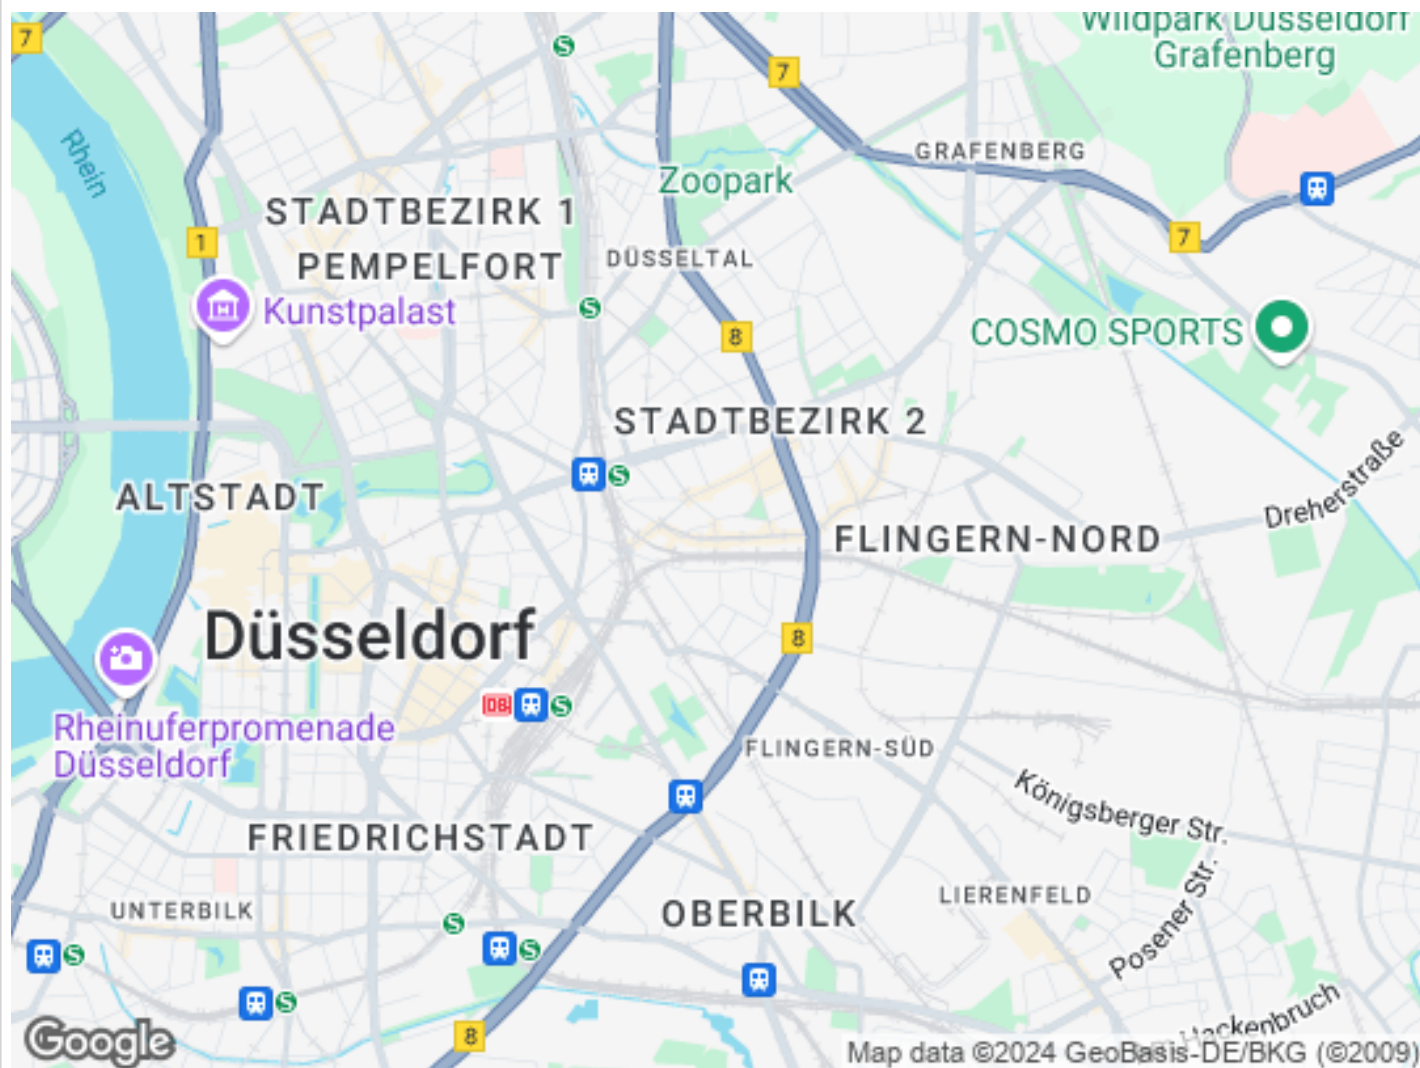 Wildpark Düsseldorf
Grafenberg
7
7
S
Rhein
GRAFENBERG
Zoopark
STADTBEZIRK 1
7
1
PEMPELFORT
DÜSSELTAL
Kunstpalast
S
8
COSMO SPORTS
STADTBEZIRK 2
S
ALTSTADT
Dreherstraße
FLINGERN-NORD
Düsseldorf
8
DB
S
Rheinuferpromenade
Düsseldorf
FLINGERN-SÜD
Königsberger Str.
FRIEDRICHSTADT
Posener Str.
LIERENFELD
UNTERBILK
OBERBILK
S
S
S
S
Hackenbruch
8
Google
Map data ©2024 GeoBasis-DE/BKG (©2009)